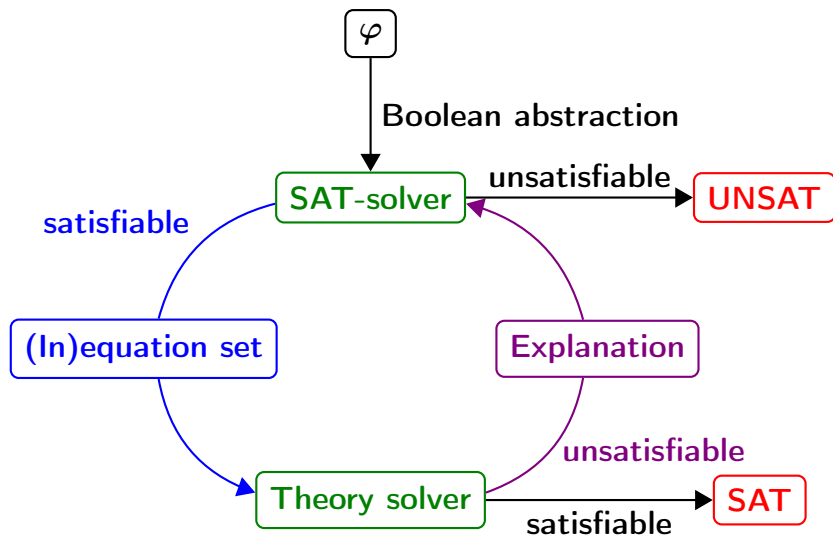 φ
Boolean abstraction
SAT-solver
unsatisfiable
UNSAT
satisfiable
(In)equation set
Explanation
unsatisfiable
Theory solver
satisfiable
SAT